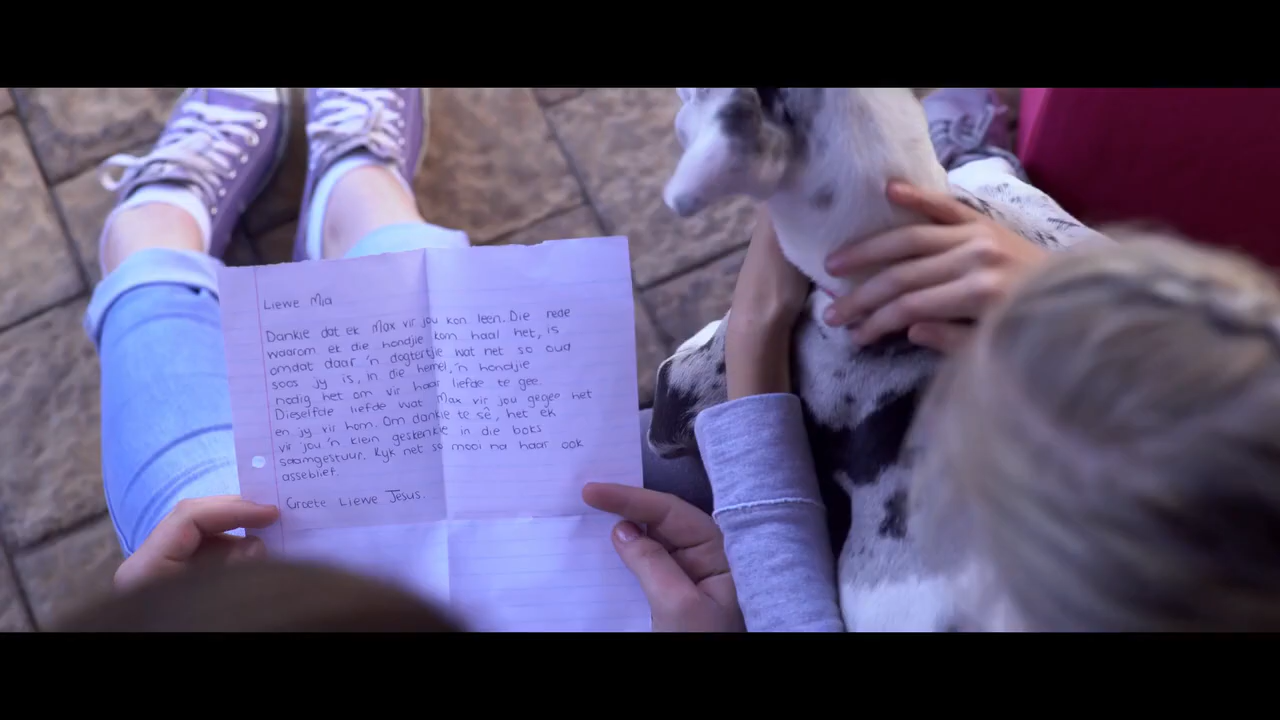 Liewe Mia
Dankie dat ek Max vir jou kon leen. Die rede
waarom ek die hondjie kom haal het, is
omdat daar 'n dogtertjie wat net so oud
soos jy is, in die hemel, 'n hondjie
nodig het om vir haar liefde te gee.
Dieselfde liefde wat Max vir jou gegee het
en jy vir hom. Om dankie te sê, het ek
vir jou 'n klein geskenkie in die boks
saamgestuur. Kyk net so mooi na haar ook
asseblief.
Groete Liewe Jesus.